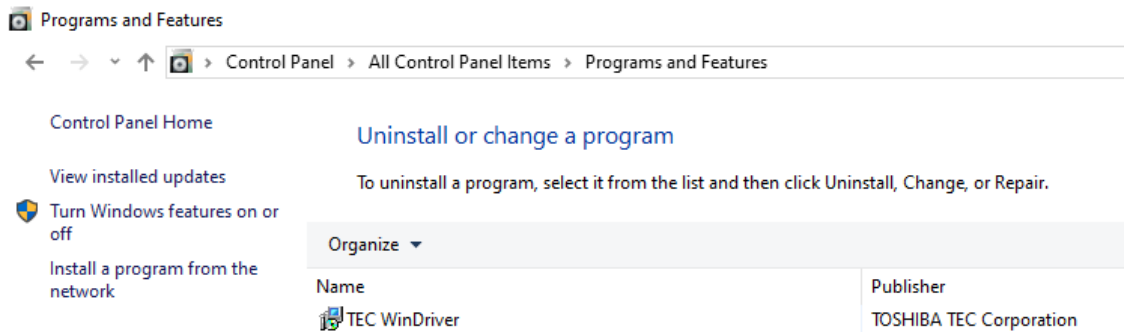 Programs and Features
Control Panel > All Control Panel Items > Programs and Features
Control Panel Home
View installed updates
Turn Windows features on or
off
Install a program from the
network
Uninstall or change a program
To uninstall a program, select it from the list and then click Uninstall, Change, or Repair.
Organize
Name Publisher
TEC WinDriver TOSHIBA TEC Corporation